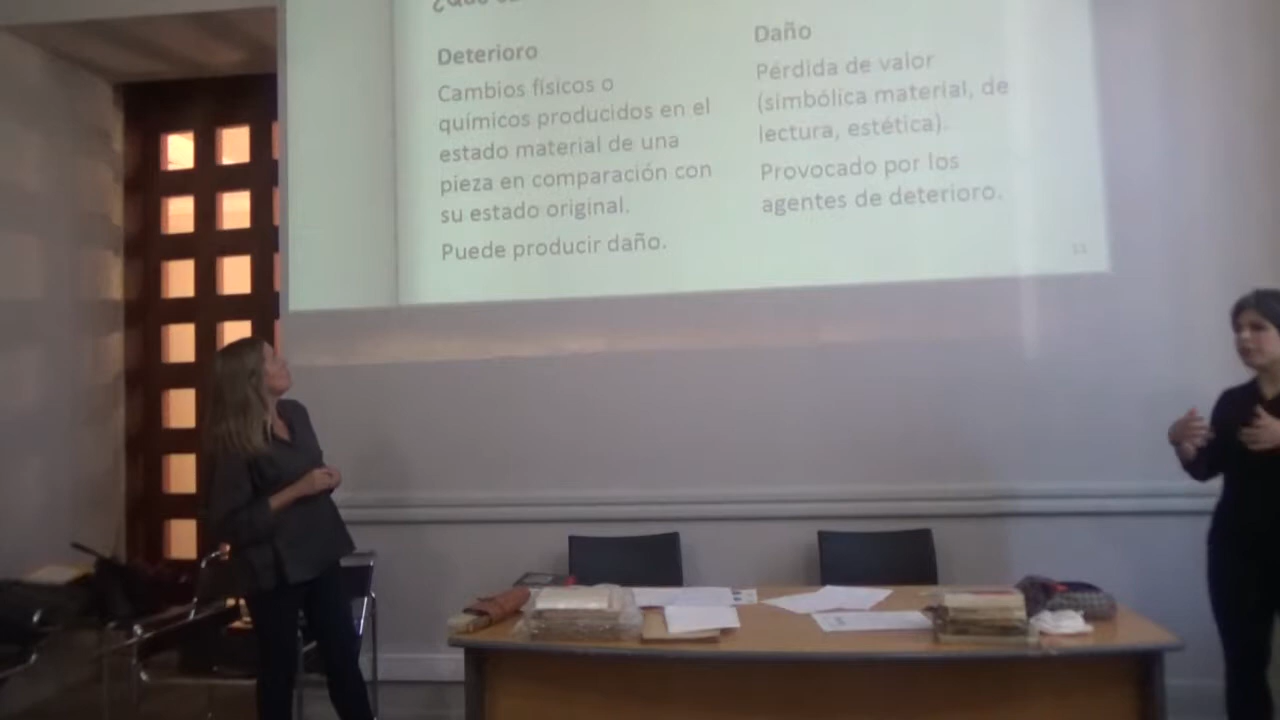 ¿Qué
Deterioro
Cambios físicos o
químicos producidos en el
estado material de una
pieza en comparación con
su estado original.
Puede producir daño.
Daño
Pérdida de valor
(simbólica material, de
lectura, estética).
Provocado por los
agentes de deterioro.